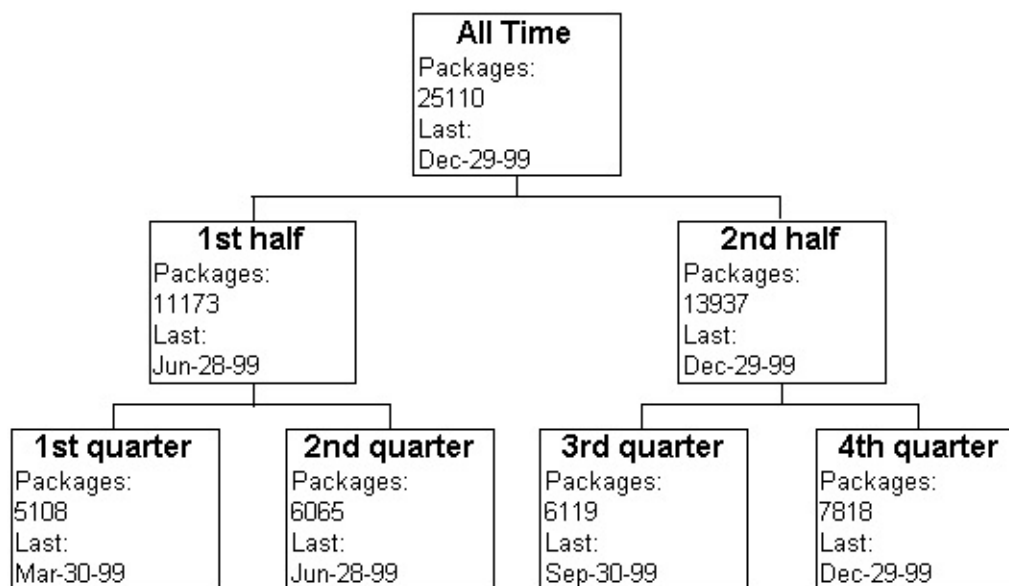 All Time
Packages:
25110
Last:
Dec-29-99
1st half
Packages:
11173
Last:
Jun-28-99
2nd half
Packages:
13937
Last:
Dec-29-99
1st quarter
Packages:
5108
Last:
Mar-30-99
2nd quarter
Packages:
6065
Last:
Jun-28-99
3rd quarter
Packages:
6119
Last:
Sep-30-99
4th quarter
Packages:
7818
Last:
Dec-29-99